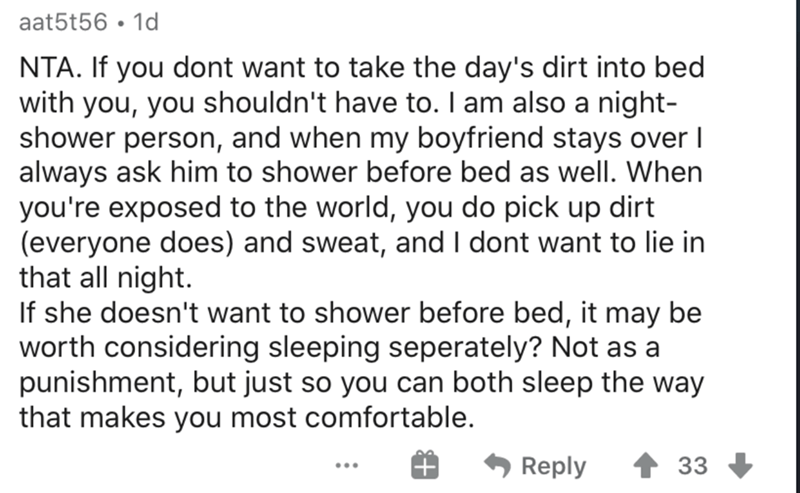 aat5t56 • 1d
NTA. If you dont want to take the day's dirt into bed
with you, you shouldn't have to. I am also a night-
shower person, and when my boyfriend stays over I
always ask him to shower before bed as well. When
you're exposed to the world, you do pick up dirt
(everyone does) and sweat, and I dont want to lie in
that all night.
If she doesn't want to shower before bed, it may be
worth considering sleeping seperately? Not as a
punishment, but just so you can both sleep the way
that makes you most comfortable.
... Reply 33